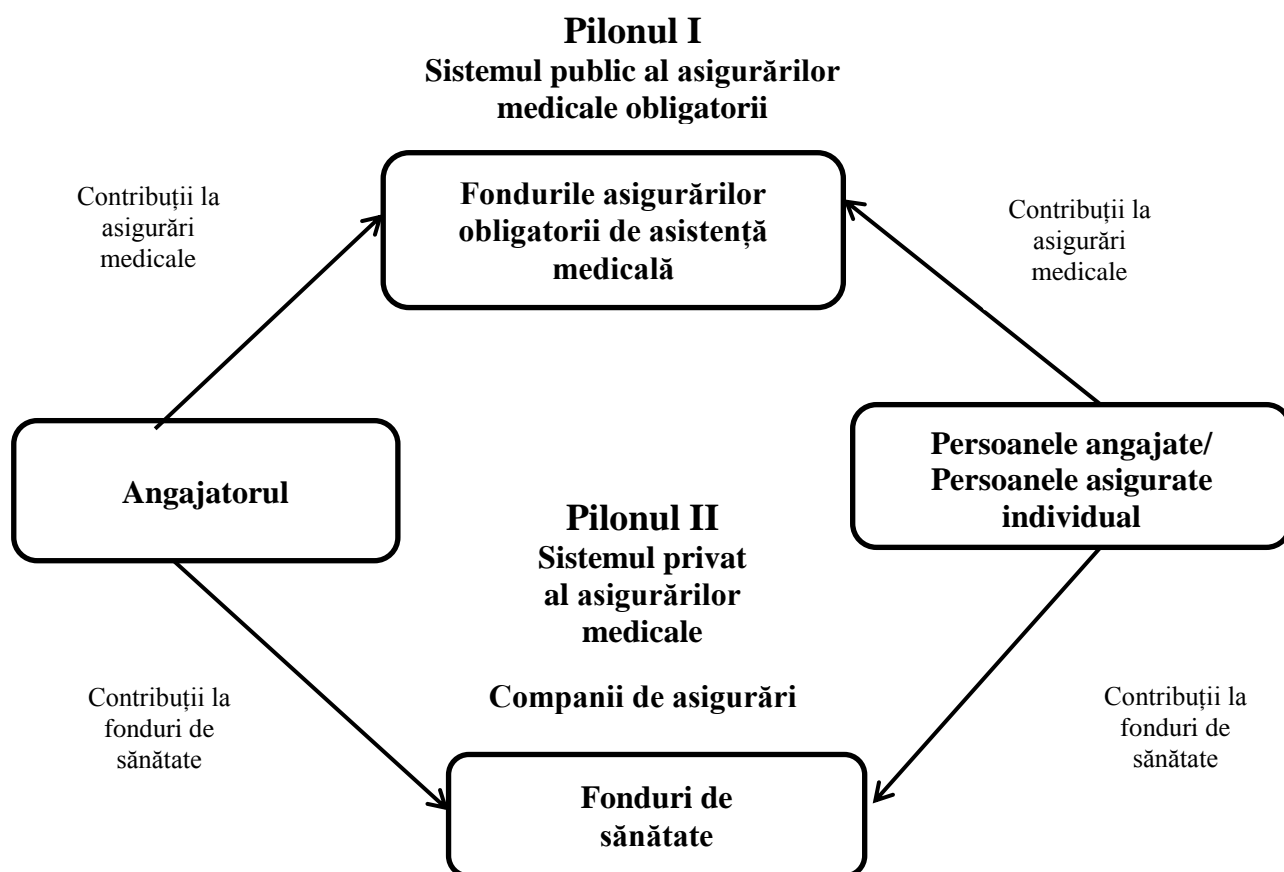 Pilonul I
Sistemul public al asigurărilor
medicale obligatorii
Contribuții la
asigurări
medicale
Fondurile asigurărilor
obligatorii de asistență
medicală
Contribuții la
asigurări
medicale
Angajatorul
Persoanele angajate/
Persoanele asigurate
individual
Pilonul II
Sistemul privat
al asigurărilor
medicale
Contribuții la
fonduri de
sănătate
Companii de asigurări
Contribuții la
fonduri de
sănătate
Fonduri de
sănătate